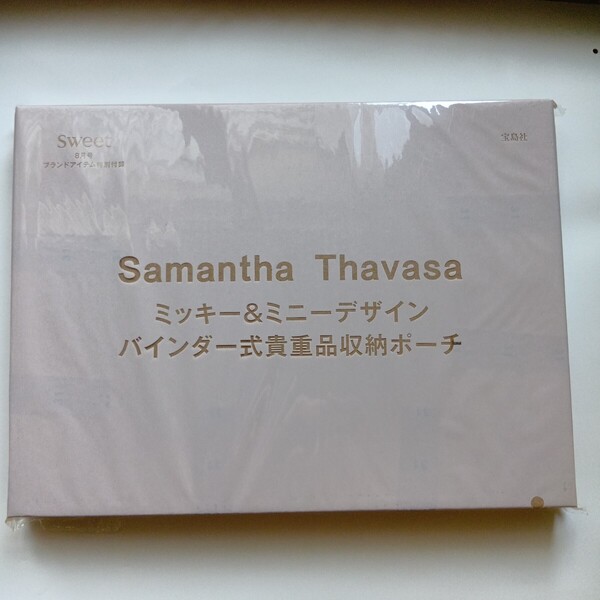 Sweet
8月号
ブランドアイテム特別付録
宝島社
Samantha Thavasa
ミッキー&ミニーデザイン
バインダー式貴重品収納ポーチ